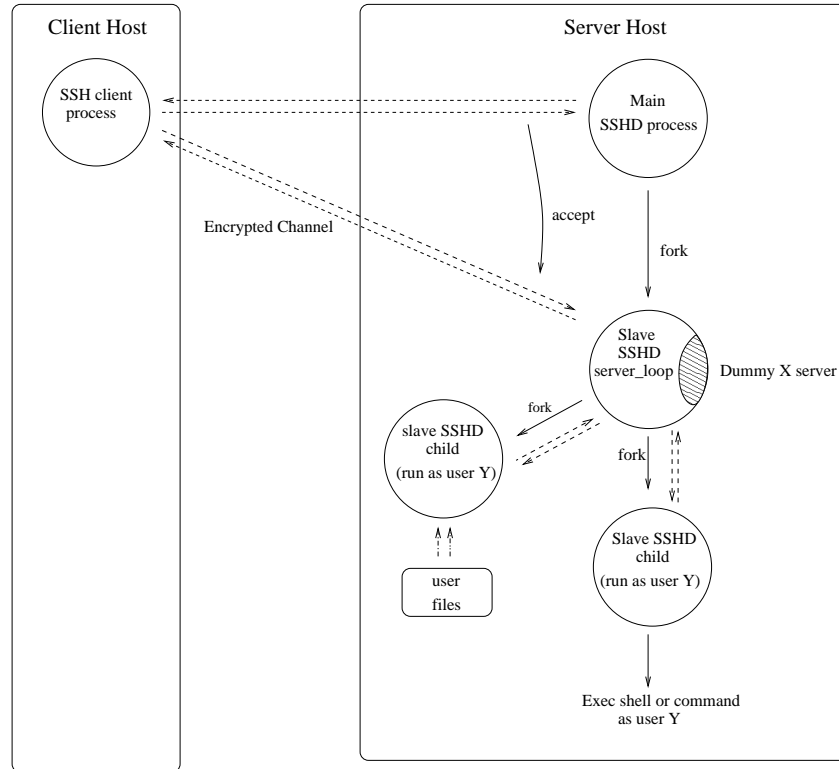 Client Host
Server Host
SSH client
process
Main
SSHD process
accept
Encrypted Channel
fork
Slave
SSHD
server_loop
Dummy X server
fork
slave SSHD
child
(run as user Y)
fork
Slave SSHD
child
(run as user Y)
user
files
Exec shell or command
as user Y